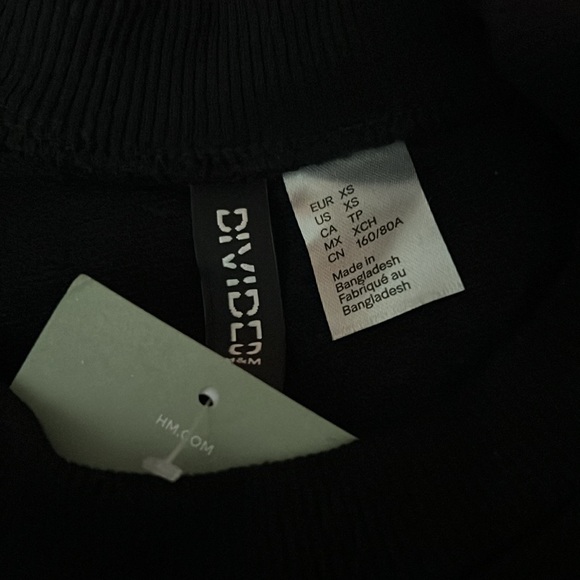 DIVIDED
H&M
EUR XS
US XS
CA TP
MX XCH
CN 160/80A
Made in
Bangladesh
Fabriqué au
Bangladesh
HM.COM